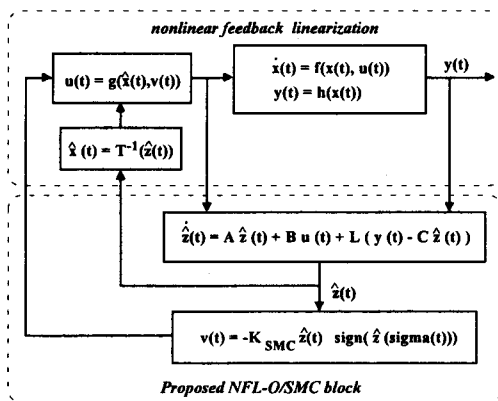 nonlinear feedback linearization
u(t) = g(x̂(t),v(t))
ẋ(t) = f(x(t), u(t))
y(t) = h(x(t))
y(t)
x̂ (t) = T⁻¹(ẑ(t))
ẑ̇(t) = A ẑ (t) + B u (t) + L ( y (t) - C ẑ (t) )
ẑ(t)
v(t) = -K SMC ẑ(t) sign( ẑ (sigma(t)))
Proposed NFL-O/SMC block